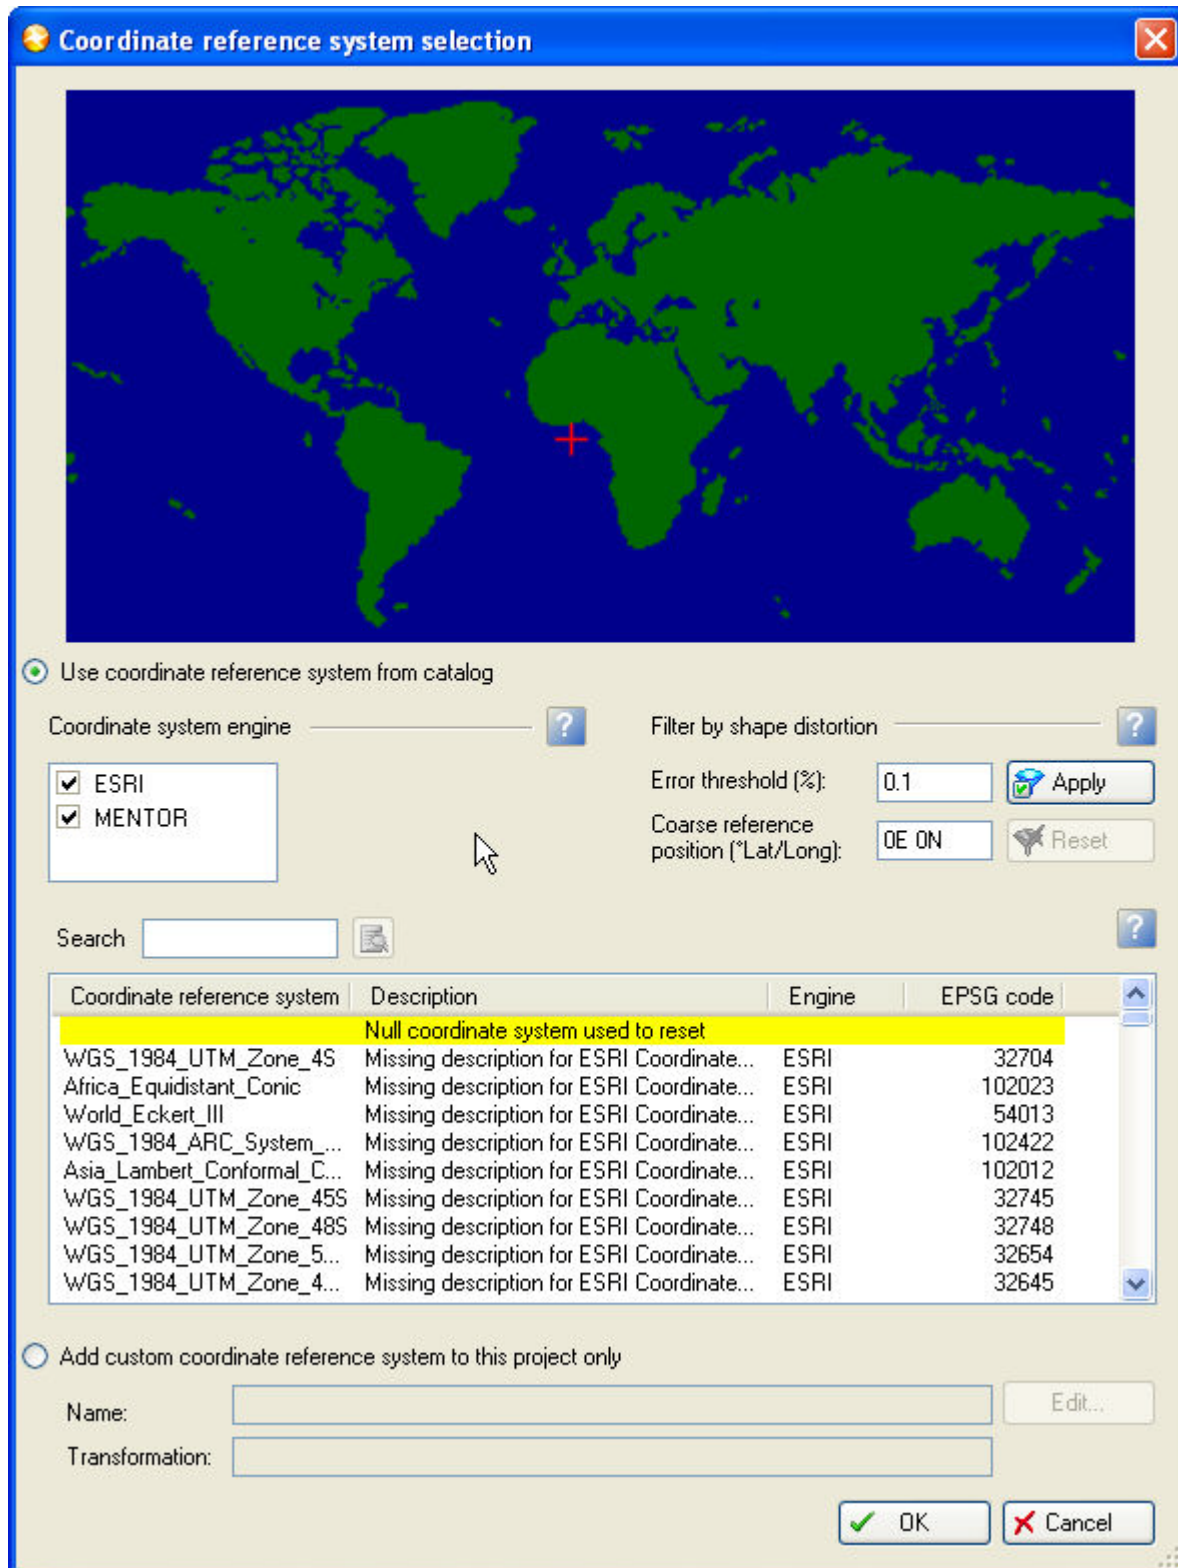 Coordinate reference system selection
Use coordinate reference system from catalog
Coordinate system engine ? Filter by shape distortion ?
ESRI Error threshold (%): 0.1 Apply
MENTOR Coarse reference
position (°Lat/Long): 0E 0N Reset
Search ?
Coordinate reference system Description Engine EPSG code
Null coordinate system used to reset
WGS_1984_UTM_Zone_4S Missing description for ESRI Coordinate... ESRI 32704
Africa_Equidistant_Conic Missing description for ESRI Coordinate... ESRI 102023
World_Eckert_III Missing description for ESRI Coordinate... ESRI 54013
WGS_1984_ARC_System_... Missing description for ESRI Coordinate... ESRI 102422
Asia_Lambert_Conformal_C... Missing description for ESRI Coordinate... ESRI 102012
WGS_1984_UTM_Zone_45S Missing description for ESRI Coordinate... ESRI 32745
WGS_1984_UTM_Zone_48S Missing description for ESRI Coordinate... ESRI 32748
WGS_1984_UTM_Zone_5... Missing description for ESRI Coordinate... ESRI 32654
WGS_1984_UTM_Zone_4... Missing description for ESRI Coordinate... ESRI 32645
Add custom coordinate reference system to this project only
Name: Edit...
Transformation:
OK Cancel